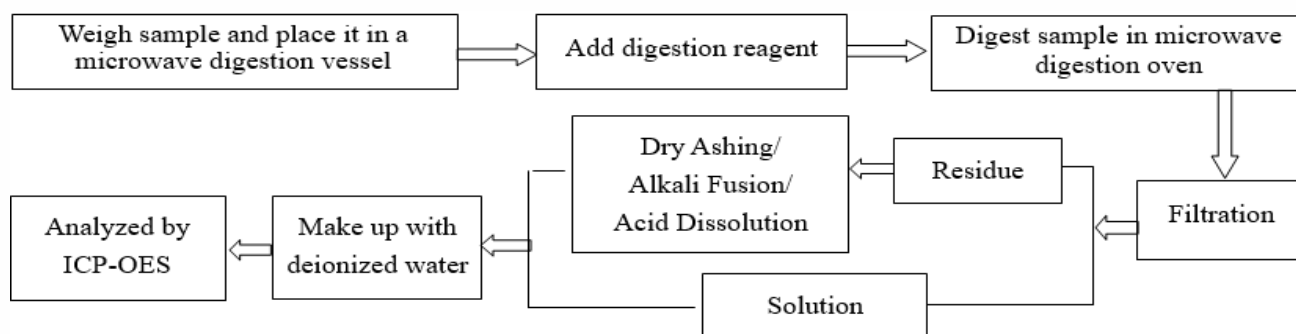 Weigh sample and place it in a
microwave digestion vessel
Add digestion reagent
Digest sample in microwave
digestion oven
Filtration
Residue
Dry Ashing/
Alkali Fusion/
Acid Dissolution
Solution
Make up with
deionized water
Analyzed by
ICP-OES